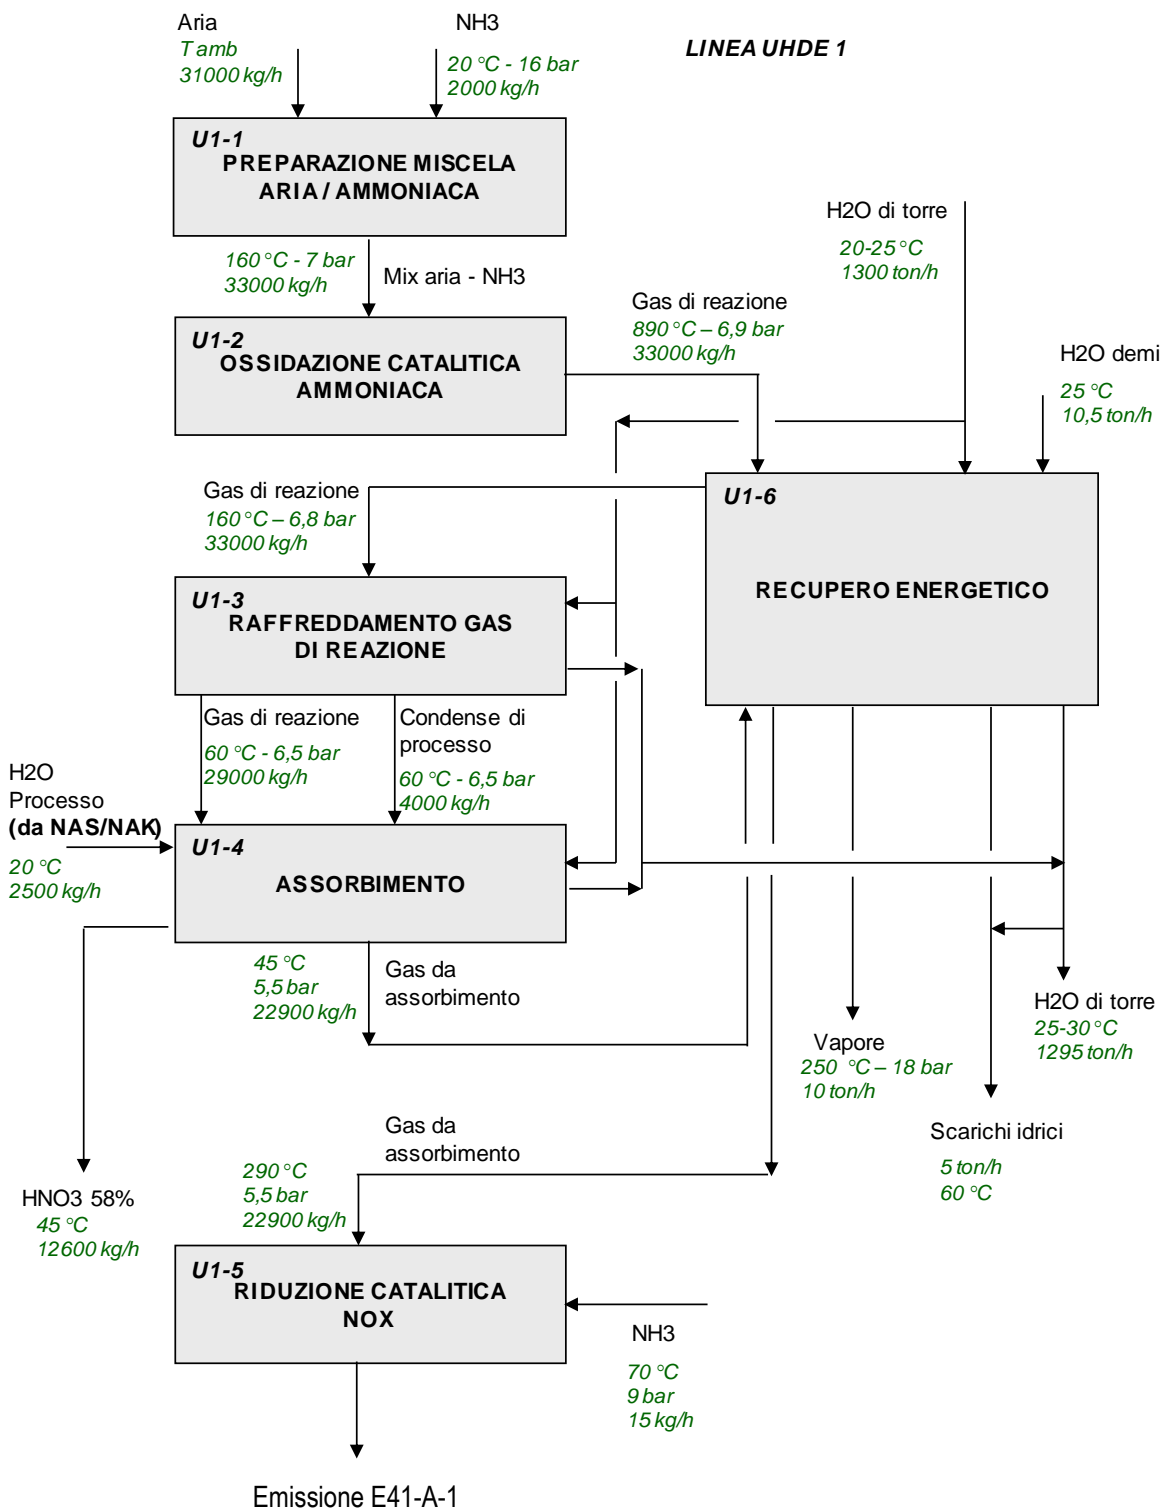 Aria
T amb
31000 kg/h
NH3
20 °C - 16 bar
2000 kg/h
LINEA UHDE 1
U1-1
PREPARAZIONE MISCELA
ARIA / AMMONIACA
160 °C - 7 bar
33000 kg/h
Mix aria - NH3
H2O di torre
20-25 °C
1300 ton/h
U1-2
OSSIDAZIONE CATALITICA
AMMONIACA
Gas di reazione
890 °C – 6,9 bar
33000 kg/h
H2O demi
25 °C
10,5 ton/h
Gas di reazione
160 °C – 6,8 bar
33000 kg/h
U1-6
RECUPERO ENERGETICO
U1-3
RAFFREDDAMENTO GAS
DI REAZIONE
Gas di reazione
60 °C - 6,5 bar
29000 kg/h
Condense di
processo
60 °C - 6,5 bar
4000 kg/h
H2O
Processo
(da NAS/NAK)
20 °C
2500 kg/h
U1-4
ASSORBIMENTO
45 °C
5,5 bar
22900 kg/h
Gas da
assorbimento
H2O di torre
25-30 °C
1295 ton/h
Vapore
250 °C – 18 bar
10 ton/h
Scarichi idrici
5 ton/h
60 °C
Gas da
assorbimento
290 °C
5,5 bar
22900 kg/h
HNO3 58%
45 °C
12600 kg/h
U1-5
RIDUZIONE CATALITICA
NOX
NH3
70 °C
9 bar
15 kg/h
Emissione E41-A-1